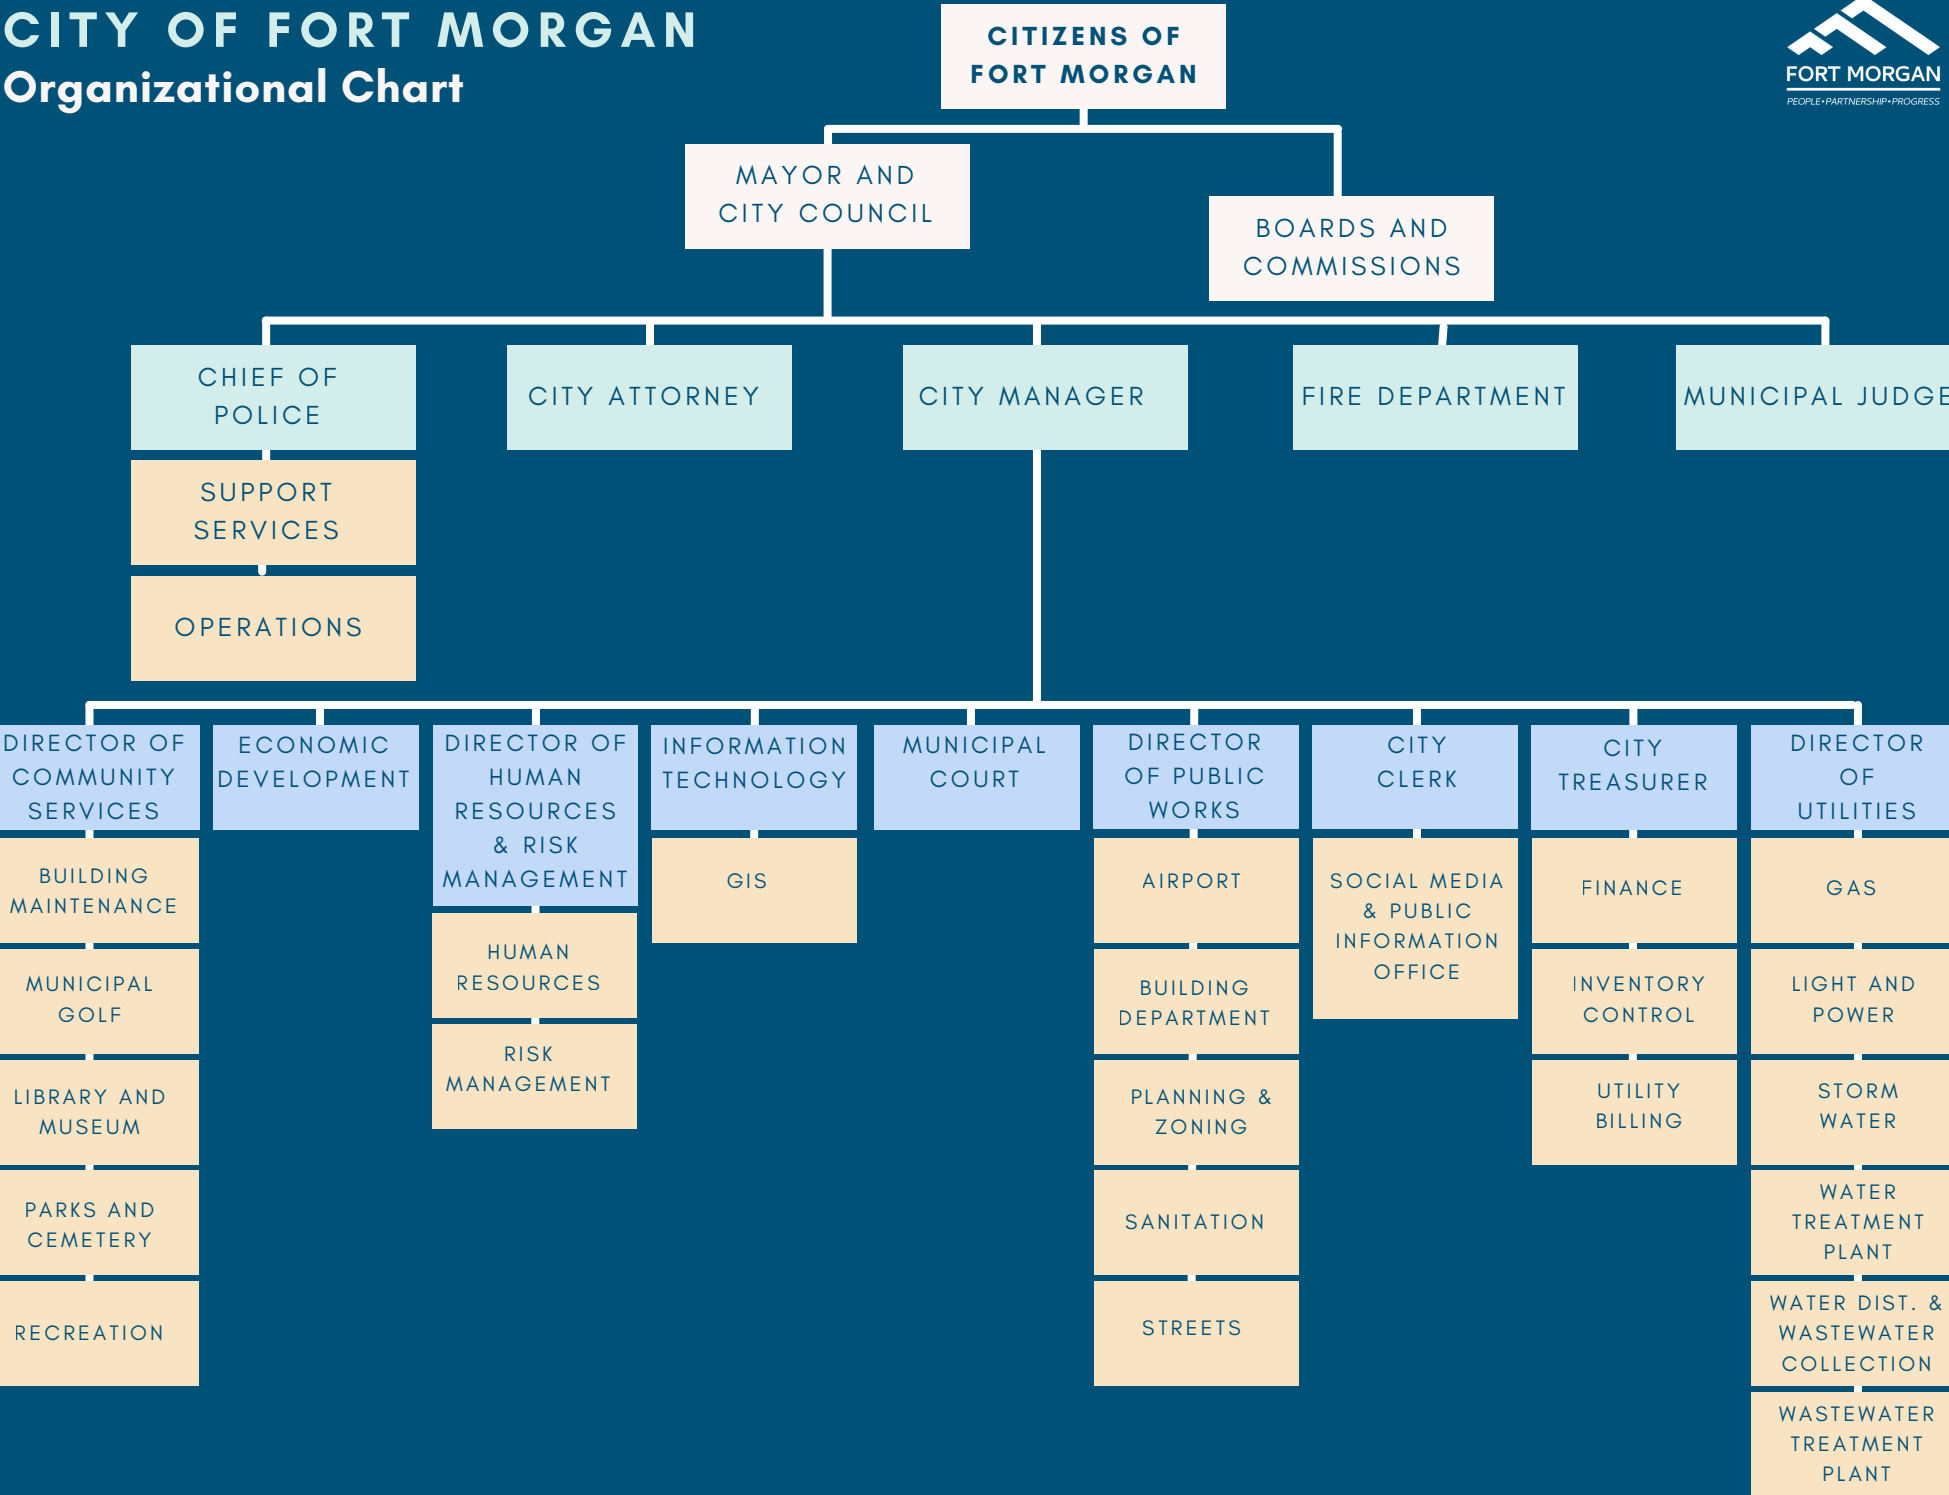 CITY OF FORT MORGAN
Organizational Chart
CITIZENS OF
FORT MORGAN
FORT MORGAN
PEOPLE•PARTNERSHIP•PROGRESS
MAYOR AND
CITY COUNCIL
BOARDS AND
COMMISSIONS
CHIEF OF
POLICE
CITY ATTORNEY
CITY MANAGER
FIRE DEPARTMENT
MUNICIPAL JUDGE
SUPPORT
SERVICES
OPERATIONS
DIRECTOR OF
COMMUNITY
SERVICES
ECONOMIC
DEVELOPMENT
DIRECTOR OF
HUMAN
RESOURCES
& RISK
MANAGEMENT
INFORMATION
TECHNOLOGY
MUNICIPAL
COURT
DIRECTOR
OF PUBLIC
WORKS
CITY
CLERK
CITY
TREASURER
DIRECTOR
OF
UTILITIES
BUILDING
MAINTENANCE
MUNICIPAL
GOLF
LIBRARY AND
MUSEUM
PARKS AND
CEMETERY
RECREATION
HUMAN
RESOURCES
RISK
MANAGEMENT
GIS
AIRPORT
BUILDING
DEPARTMENT
PLANNING &
ZONING
SANITATION
STREETS
SOCIAL MEDIA
& PUBLIC
INFORMATION
OFFICE
FINANCE
INVENTORY
CONTROL
UTILITY
BILLING
GAS
LIGHT AND
POWER
STORM
WATER
WATER
TREATMENT
PLANT
WATER DIST. &
WASTEWATER
COLLECTION
WASTEWATER
TREATMENT
PLANT